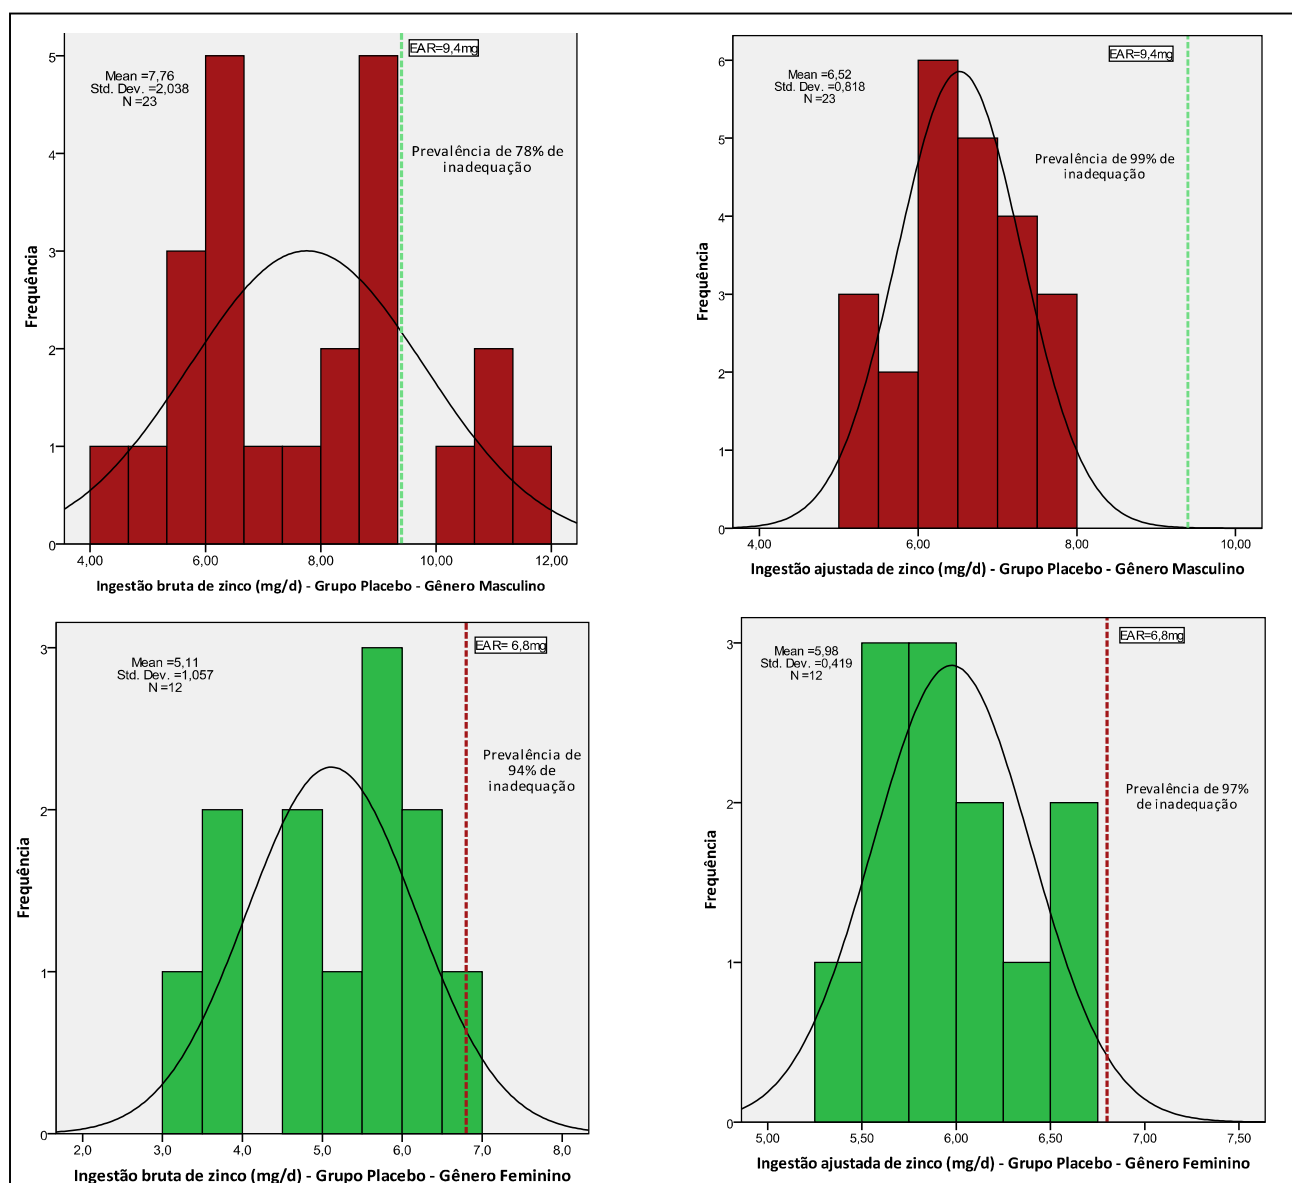 EAR=9,4mg
Mean =7,76
Std. Dev. =2,038
N =23
Prevalência de 78% de
inadequação
Frequência
5
4
3
2
1
0
4,00 6,00 8,00 10,00 12,00
Ingestão bruta de zinco (mg/d) - Grupo Placebo - Gênero Masculino
EAR=9,4mg
Mean =6,52
Std. Dev. =0,818
N =23
Prevalência de 99% de
inadequação
Frequência
6
5
4
3
2
1
0
4,00 6,00 8,00 10,00
Ingestão ajustada de zinco (mg/d) - Grupo Placebo - Gênero Masculino
EAR= 6,8mg
Mean =5,11
Std. Dev. =1,057
N =12
Prevalência de
94% de
inadequação
Frequência
3
2
1
0
2,0 3,0 4,0 5,0 6,0 7,0 8,0
Ingestão bruta de zinco (mg/d) - Grupo Placebo - Gênero Feminino
EAR=6,8mg
Mean =5,98
Std. Dev. =0,419
N =12
Prevalência de 97%
de inadequação
Frequência
3
2
1
0
5,00 5,50 6,00 6,50 7,00 7,50
Ingestão ajustada de zinco (mg/d) - Grupo Placebo - Gênero Feminino